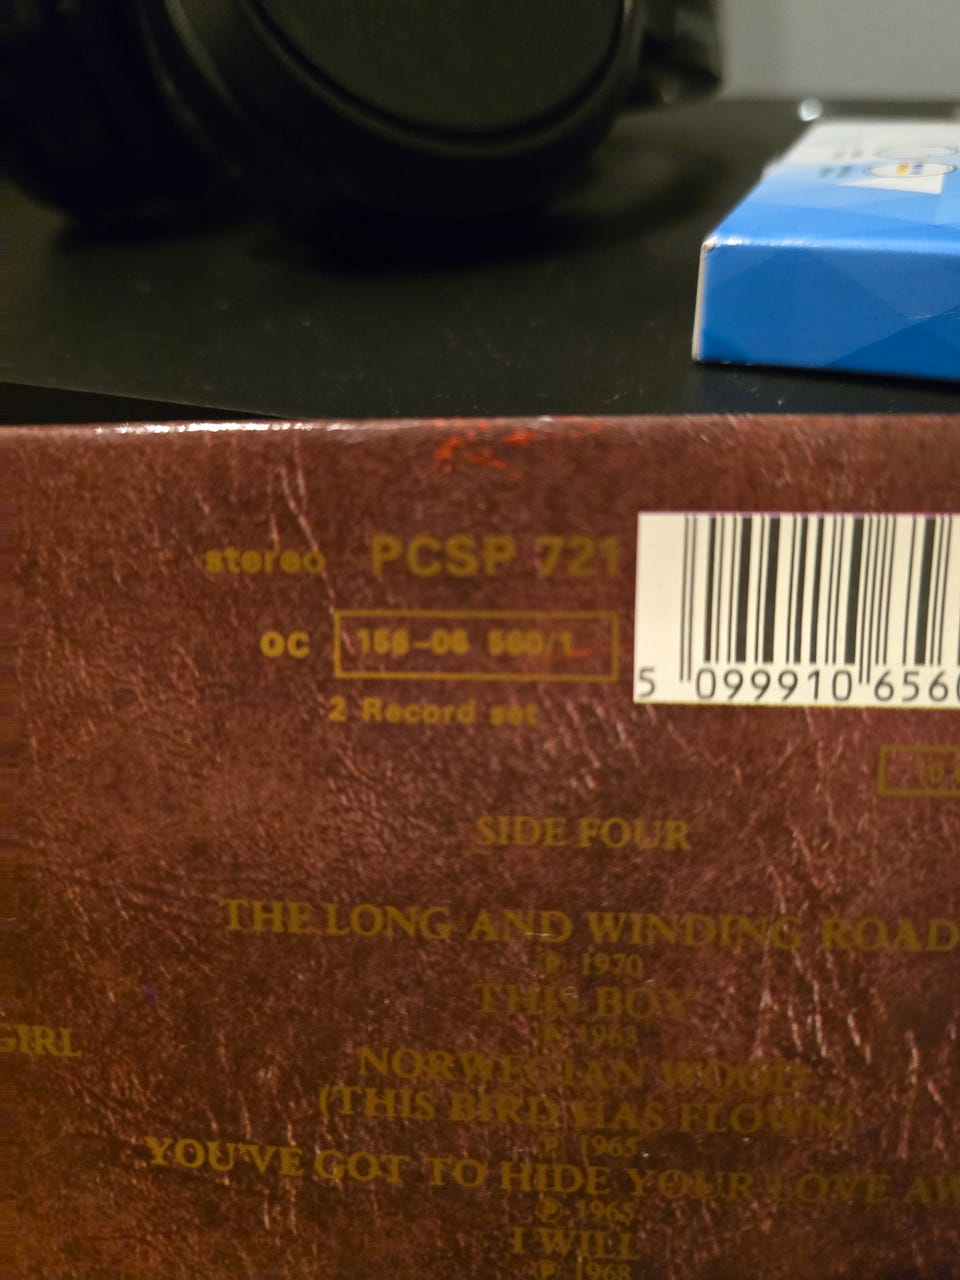 stereo PCSP 721
OC 156-06 560/1
2 Record set
5 099910 656
SIDE FOUR
THE LONG AND WINDING ROAD
℗ 1970
THIS BOY
℗ 1963
GIRL
NORWEGIAN WOOD
(THIS BIRD HAS FLOWN)
℗ 1965
YOU'VE GOT TO HIDE YOUR LOVE AW
℗ 1965
I WILL
℗ 1968